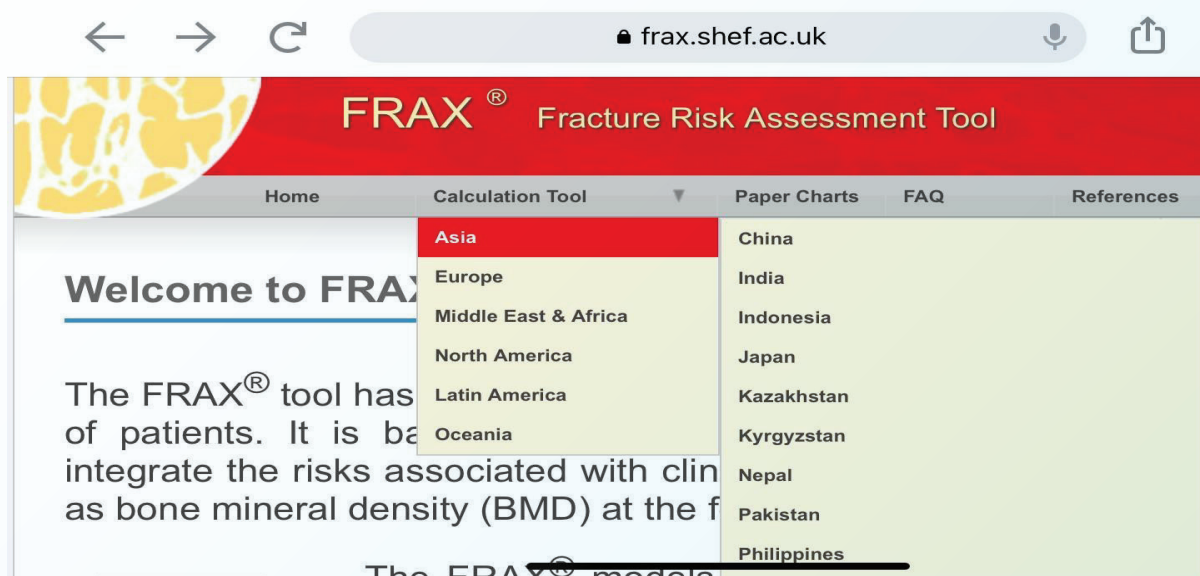 frax.shef.ac.uk
FRAX ® Fracture Risk Assessment Tool
Home Calculation Tool ▼ Paper Charts FAQ References
Asia
Europe
Middle East & Africa
North America
Latin America
Oceania
China
India
Indonesia
Japan
Kazakhstan
Kyrgyzstan
Nepal
Pakistan
Philippines
Welcome to FRAX
The FRAX® tool has
of patients. It is ba
integrate the risks associated with clin
as bone mineral density (BMD) at the f
The FRAX® models